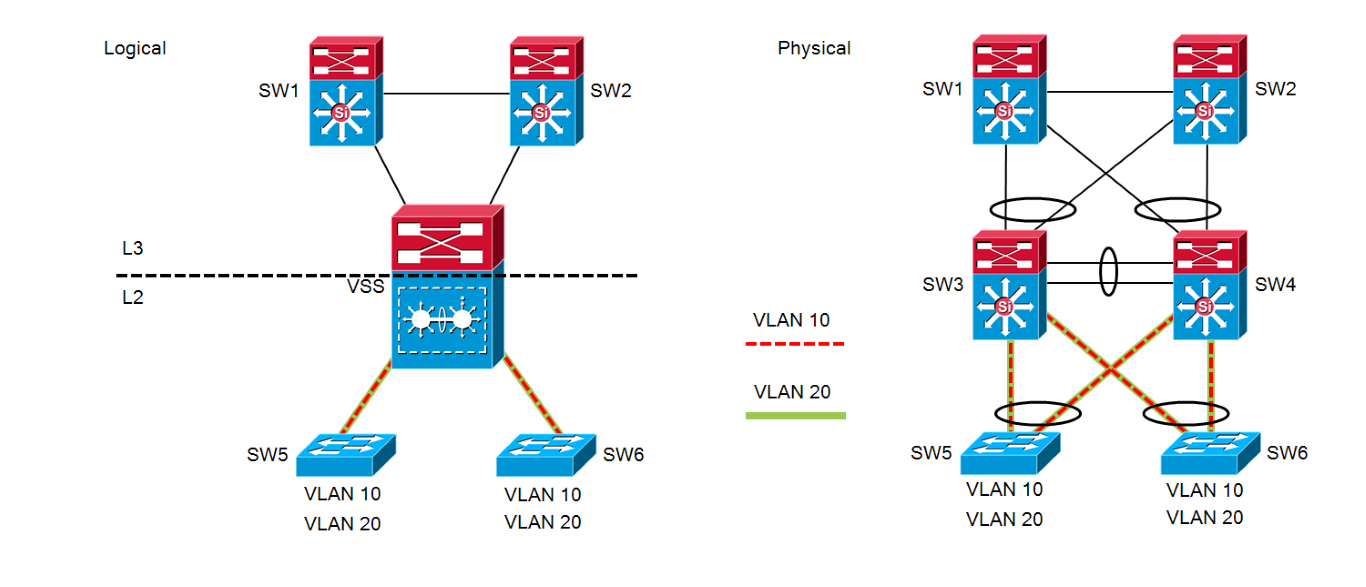 Logical
SW1
Si
Si
SW2
L3
L2
VSS
SW5
SW6
VLAN 10
VLAN 20
VLAN 10
VLAN 20
Physical
SW1
Si
Si
SW2
SW3
Si
Si
SW4
VLAN 10
VLAN 20
SW5
SW6
VLAN 10
VLAN 20
VLAN 10
VLAN 20